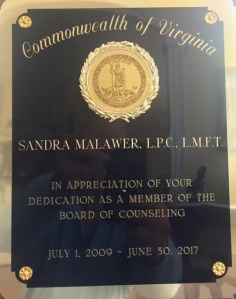 Commonwealth of Virginia
SANDRA MALAWER, L.P.C., L.M.F.T.
IN APPRECIATION OF YOUR
DEDICATION AS A MEMBER OF THE
BOARD OF COUNSELING
JULY 1, 2009 - JUNE 30, 2017